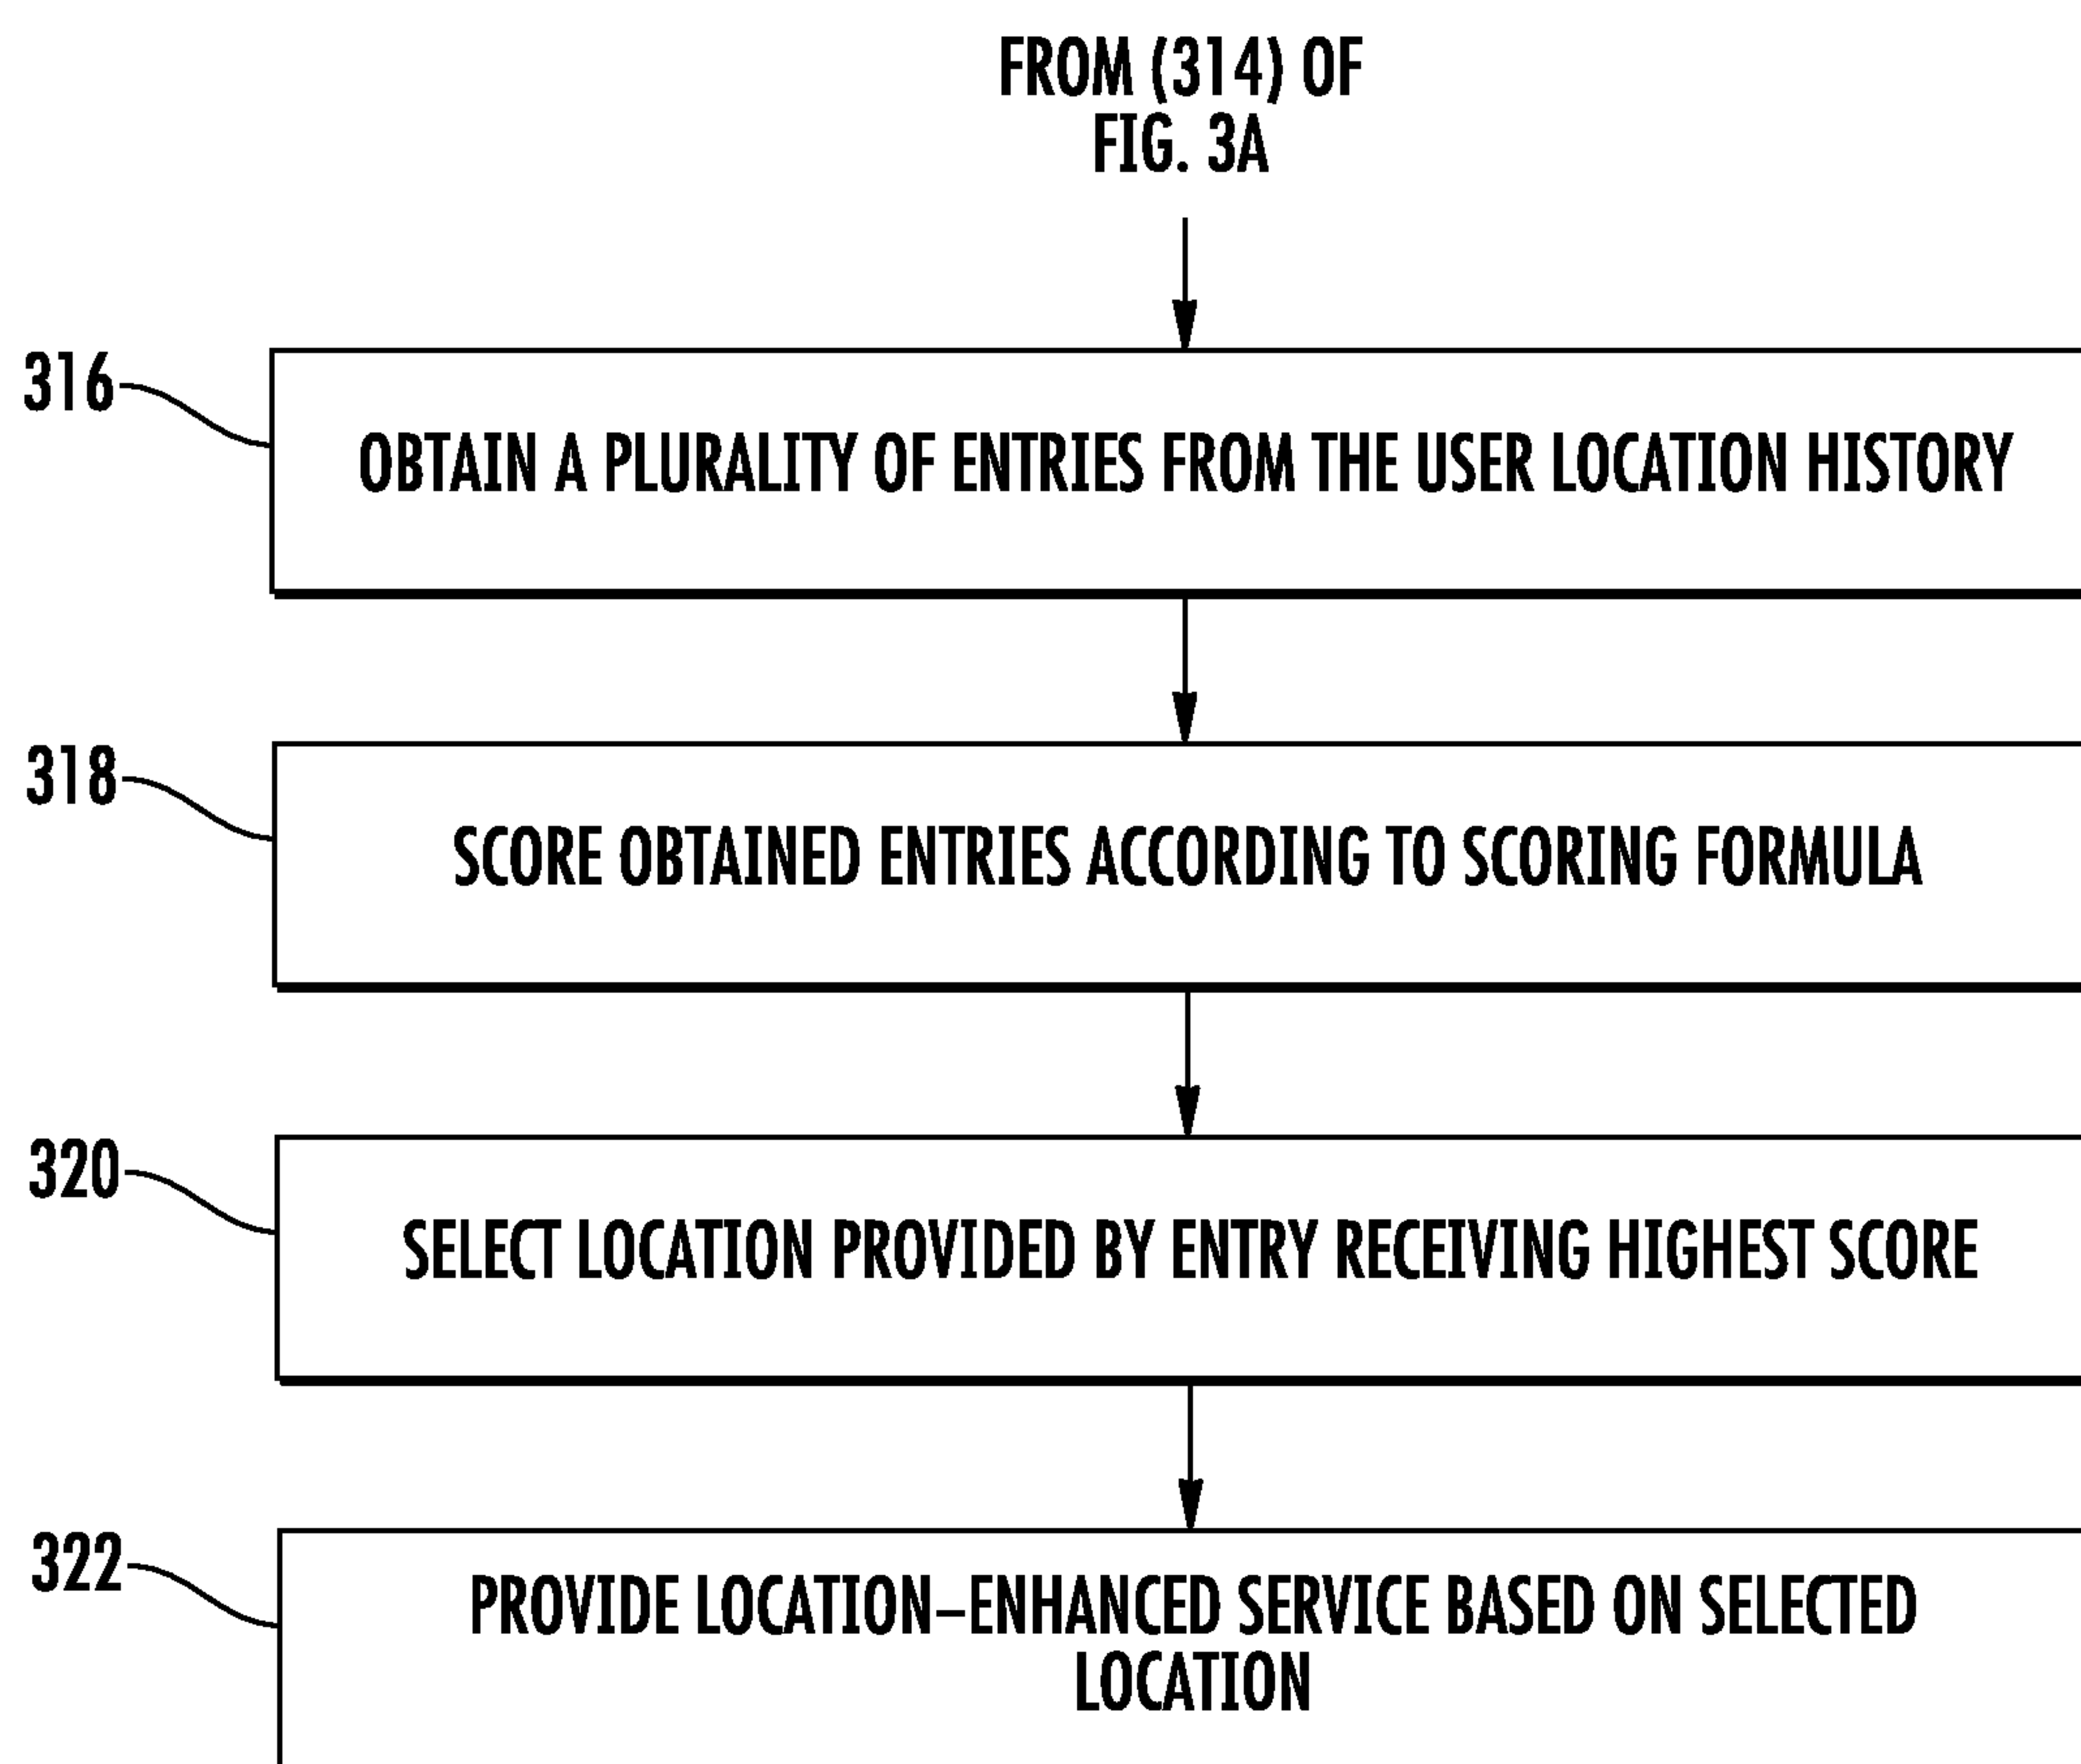 FROM (314) OF
FIG. 3A
316
OBTAIN A PLURALITY OF ENTRIES FROM THE USER LOCATION HISTORY
318
SCORE OBTAINED ENTRIES ACCORDING TO SCORING FORMULA
320
SELECT LOCATION PROVIDED BY ENTRY RECEIVING HIGHEST SCORE
322
PROVIDE LOCATION–ENHANCED SERVICE BASED ON SELECTED
LOCATION